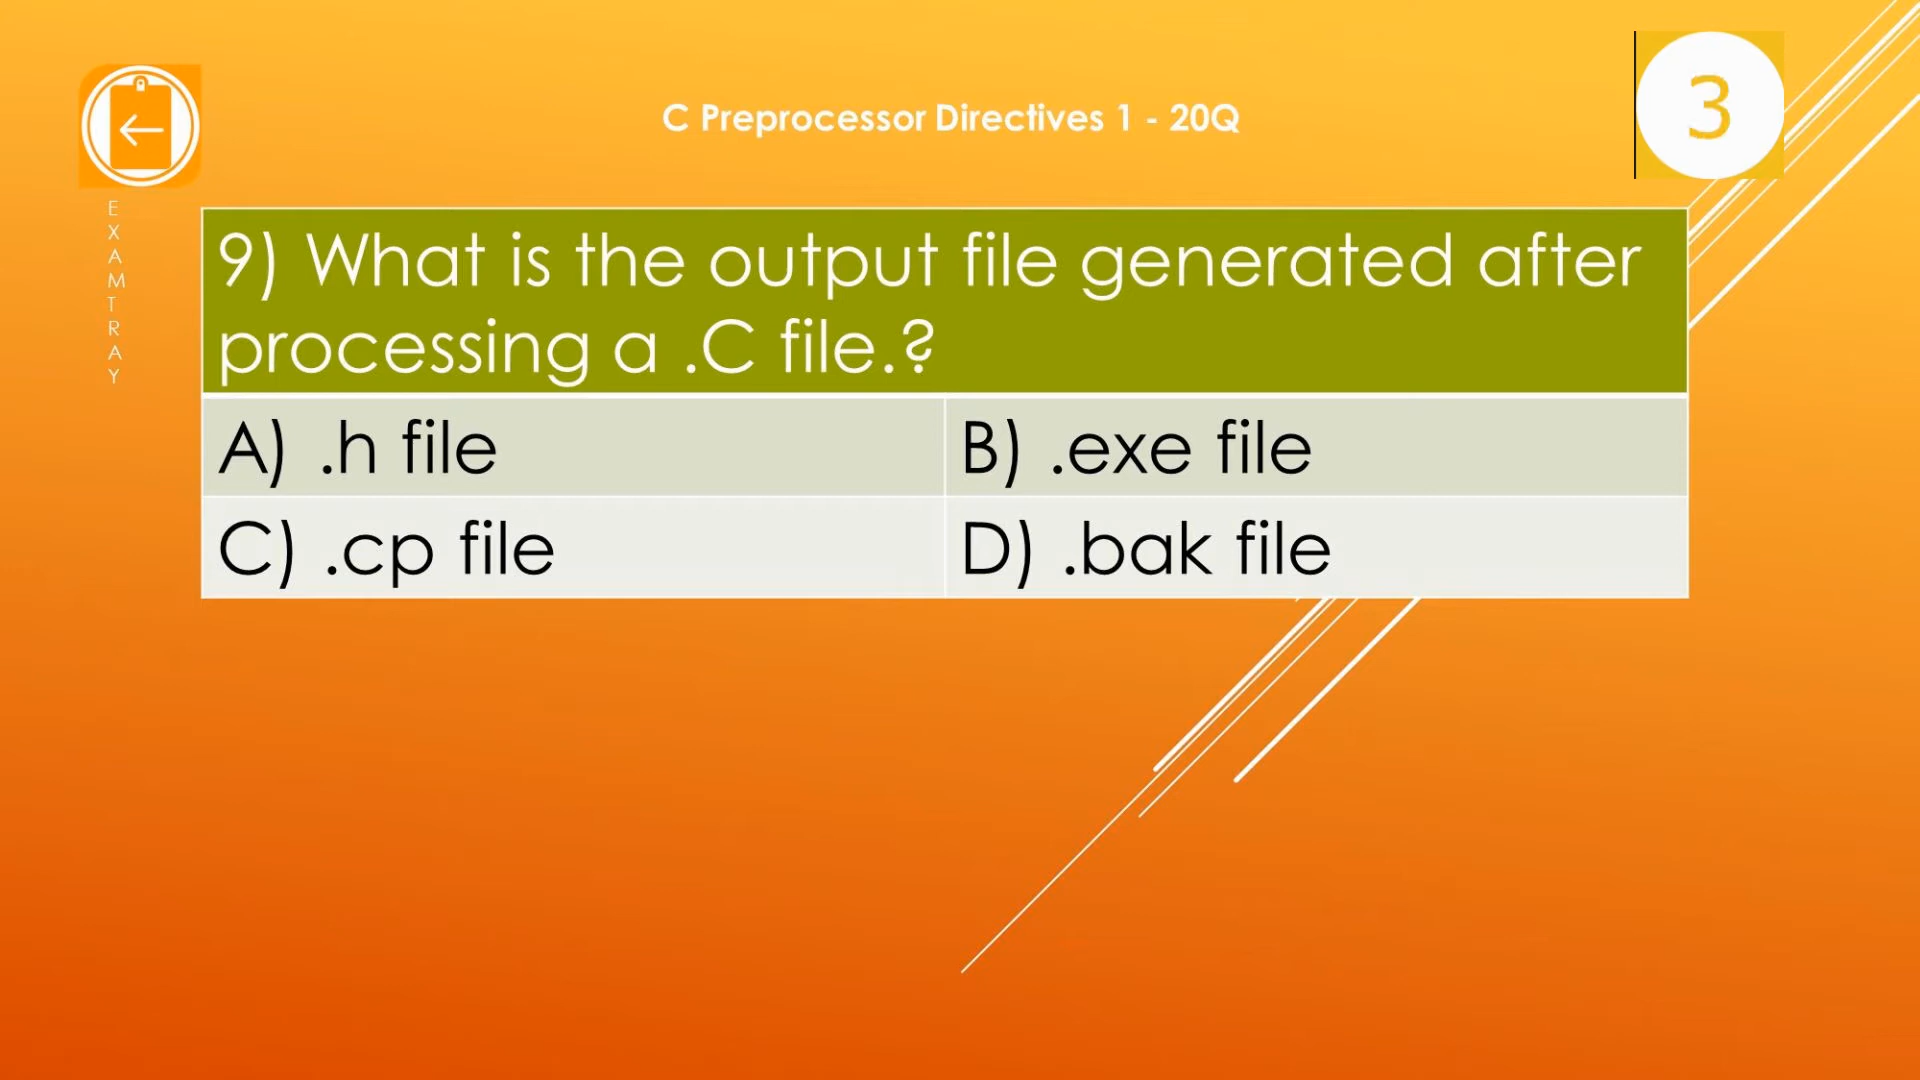 C Preprocessor Directives 1 - 20Q
3
EXAMTRAY
9) What is the output file generated after
processing a .C file.?
A) .h file
B) .exe file
C) .cp file
D) .bak file